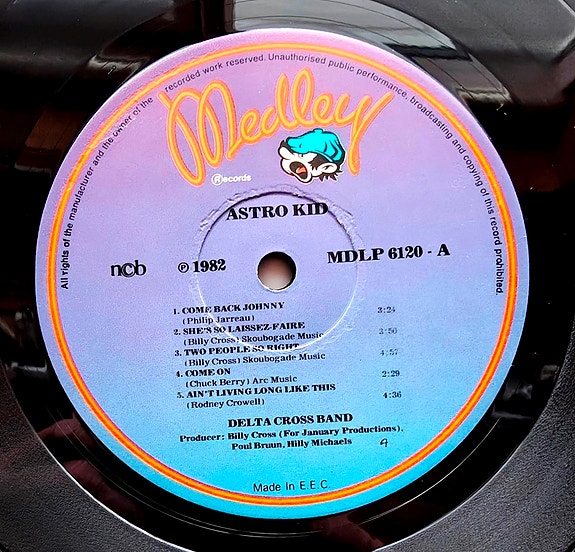 All rights of the manufacturer and the owner of the recorded work reserved. Unauthorised public performance, broadcasting and copying of this record prohibited.
Medley
Records
ASTRO KID
ncb ℗ 1982 MDLP 6120 - A
1. COME BACK JOHNNY 3:24
(Philip Jarreau)
2. SHE'S SO LAISSEZ-FAIRE 3:50
(Billy Cross) Skoubogade Music
3. TWO PEOPLE SO RIGHT 4:57
(Billy Cross) Skoubogade Music
4. COME ON 2:29
(Chuck Berry) Arc Music
5. AIN'T LIVING LONG LIKE THIS 4:36
(Rodney Crowell)
DELTA CROSS BAND
Producer: Billy Cross (For January Productions),
Poul Bruun, Hilly Michaels
Made In E.E.C.